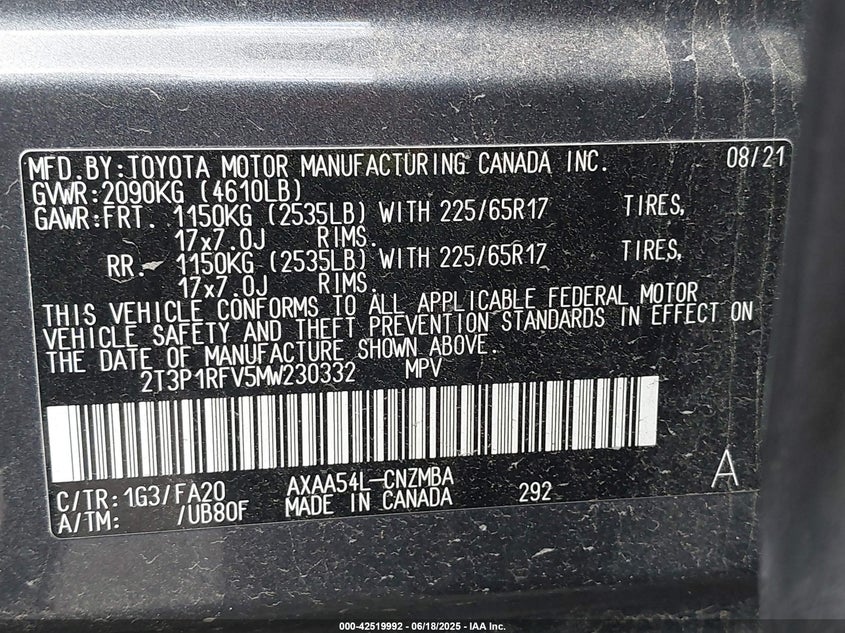 MFD.BY:TOYOTA MOTOR MANUFACTURING CANADA INC. 08/21
GVWR:2090KG (4610LB)
GAWR:FRT. 1150KG (2535LB) WITH 225/65R17 TIRES,
17x7.0J RIMS.
RR. 1150KG (2535LB) WITH 225/65R17 TIRES,
17x7.0J RIMS.
THIS VEHICLE CONFORMS TO ALL APPLICABLE FEDERAL MOTOR
VEHICLE SAFETY AND THEFT PREVENTION STANDARDS IN EFFECT ON
THE DATE OF MANUFACTURE SHOWN ABOVE.
2T3P1RFV5MW230332 MPV
C/TR: 1G3/FA20 AXAA54L-CNZMBA A
A/TM: /UB80F MADE IN CANADA 292
000-42519992 - 06/18/2025 - IAA Inc.